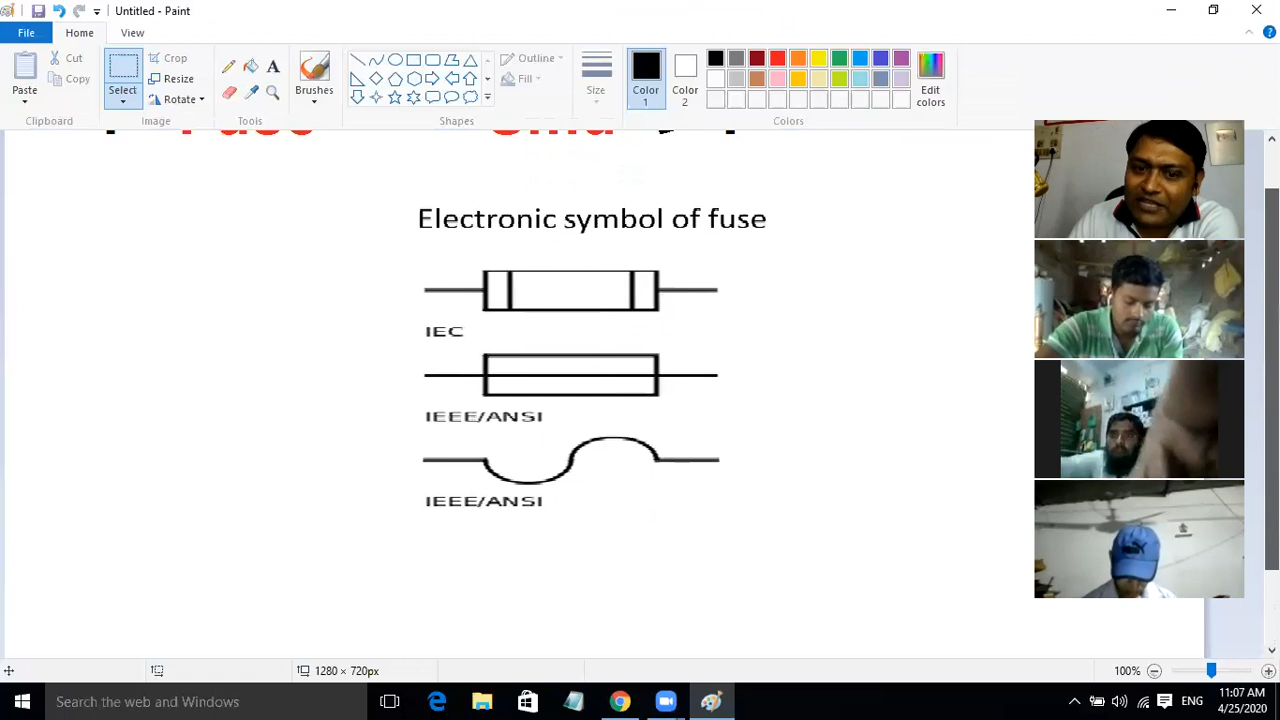 Untitled - Paint
File Home View
Paste
Cut
Copy
Clipboard
Select
Crop
Resize
Rotate
Image
A
Brushes
Tools
Outline
Fill
Shapes
Size
Color 1
Color 2
Edit colors
Colors
Electronic symbol of fuse
IEC
IEEE/ANSI
IEEE/ANSI
1280 × 720px
100%
Search the web and Windows
ENG
11:07 AM
4/25/2020